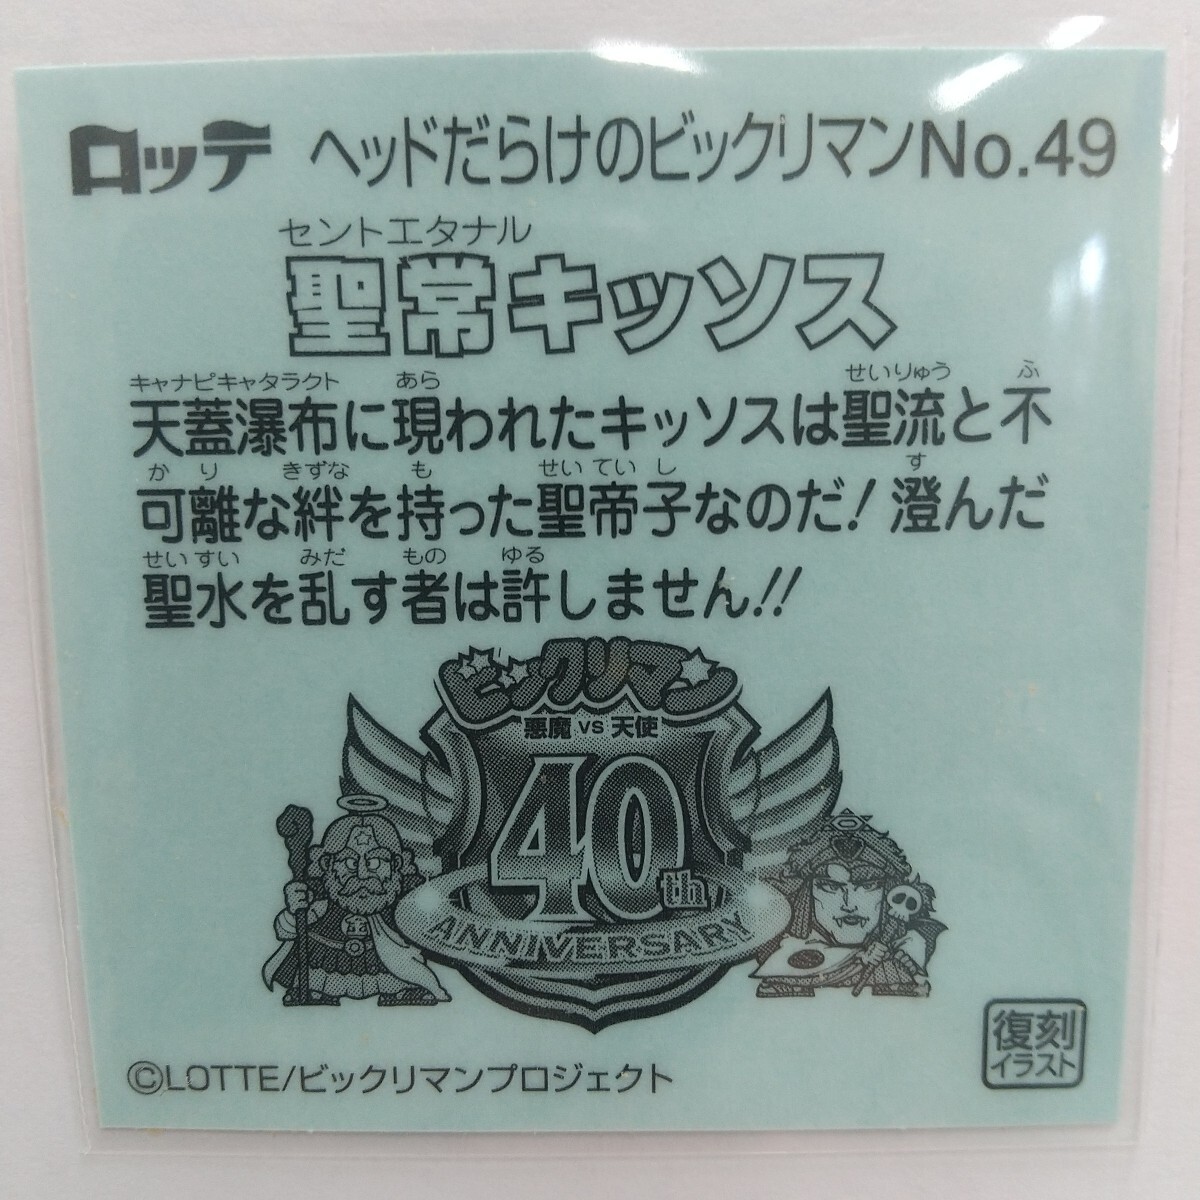 ロッテ ヘッドだらけのビックリマンNo.49
セントエタナル
聖常キッソス
キャナピキャタラクト あら せいりゅう ふ
天蓋瀑布に現われたキッソスは聖流と不
かり きずな も せいていし す
可離な絆を持った聖帝子なのだ!澄んだ
せいすい みだ もの ゆる
聖水を乱す者は許しません!!
ビックリマン
悪魔 VS 天使
40th
ANNIVERSARY
復刻
イラスト
©LOTTE/ビックリマンプロジェクト